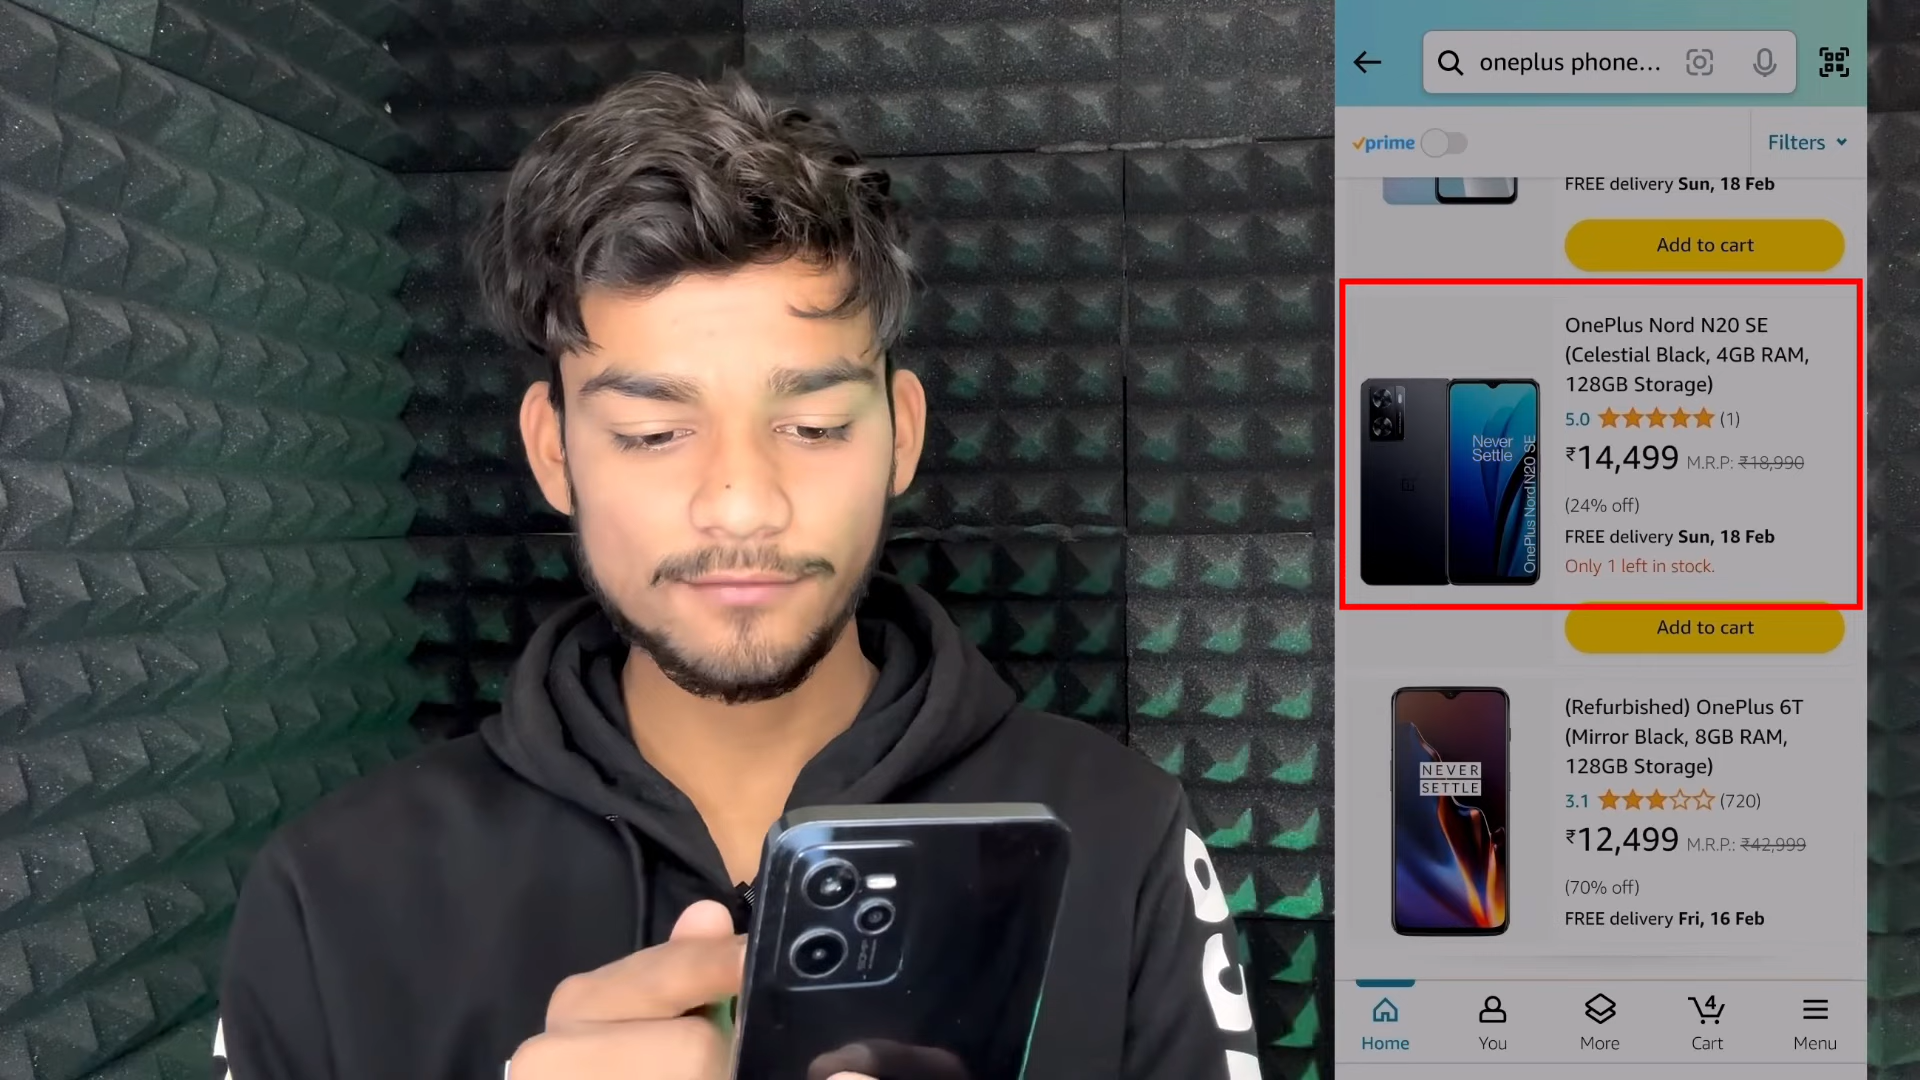 oneplus phone...
prime
Filters
FREE delivery Sun, 18 Feb
Add to cart
OnePlus Nord N20 SE
(Celestial Black, 4GB RAM,
128GB Storage)
5.0 (1)
₹14,499 M.R.P: ₹18,990
(24% off)
FREE delivery Sun, 18 Feb
Only 1 left in stock.
Never
Settle
OnePlus Nord N20 SE
Add to cart
(Refurbished) OnePlus 6T
(Mirror Black, 8GB RAM,
128GB Storage)
3.1 (720)
₹12,499 M.R.P.: ₹42,999
(70% off)
FREE delivery Fri, 16 Feb
NEVER
SETTLE
4
Home
You
More
Cart
Menu